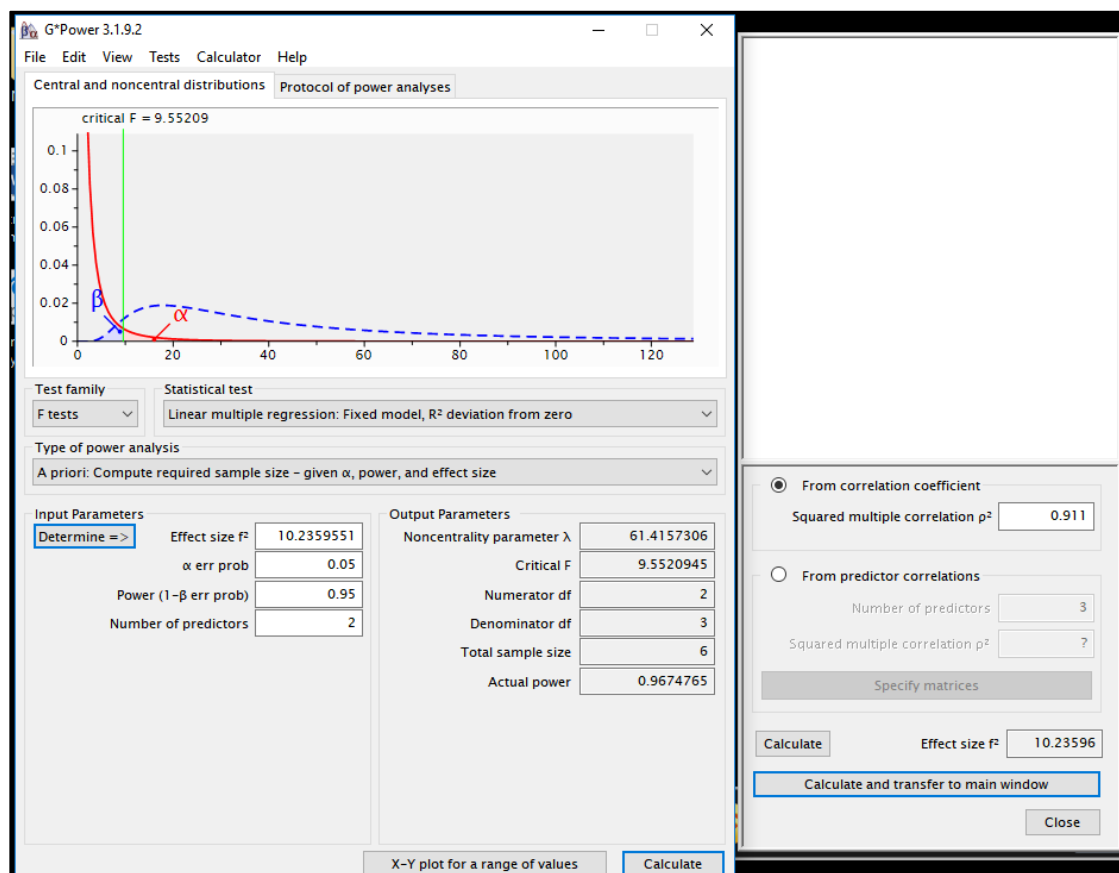 G*Power 3.1.9.2
File Edit View Tests Calculator Help
Central and noncentral distributions Protocol of power analyses
critical F = 9.55209
0.1
0.08
0.06
0.04
0.02
0
β
α
0 20 40 60 80 100 120
Test family
F tests
Statistical test
Linear multiple regression: Fixed model, R² deviation from zero
Type of power analysis
A priori: Compute required sample size – given α, power, and effect size
Input Parameters
Determine =>
Effect size f² 10.2359551
α err prob 0.05
Power (1-β err prob) 0.95
Number of predictors 2
Output Parameters
Noncentrality parameter λ 61.4157306
Critical F 9.5520945
Numerator df 2
Denominator df 3
Total sample size 6
Actual power 0.9674765
X-Y plot for a range of values
Calculate
From correlation coefficient
Squared multiple correlation ρ² 0.911
From predictor correlations
Number of predictors 3
Squared multiple correlation ρ² ?
Specify matrices
Calculate
Effect size f² 10.23596
Calculate and transfer to main window
Close